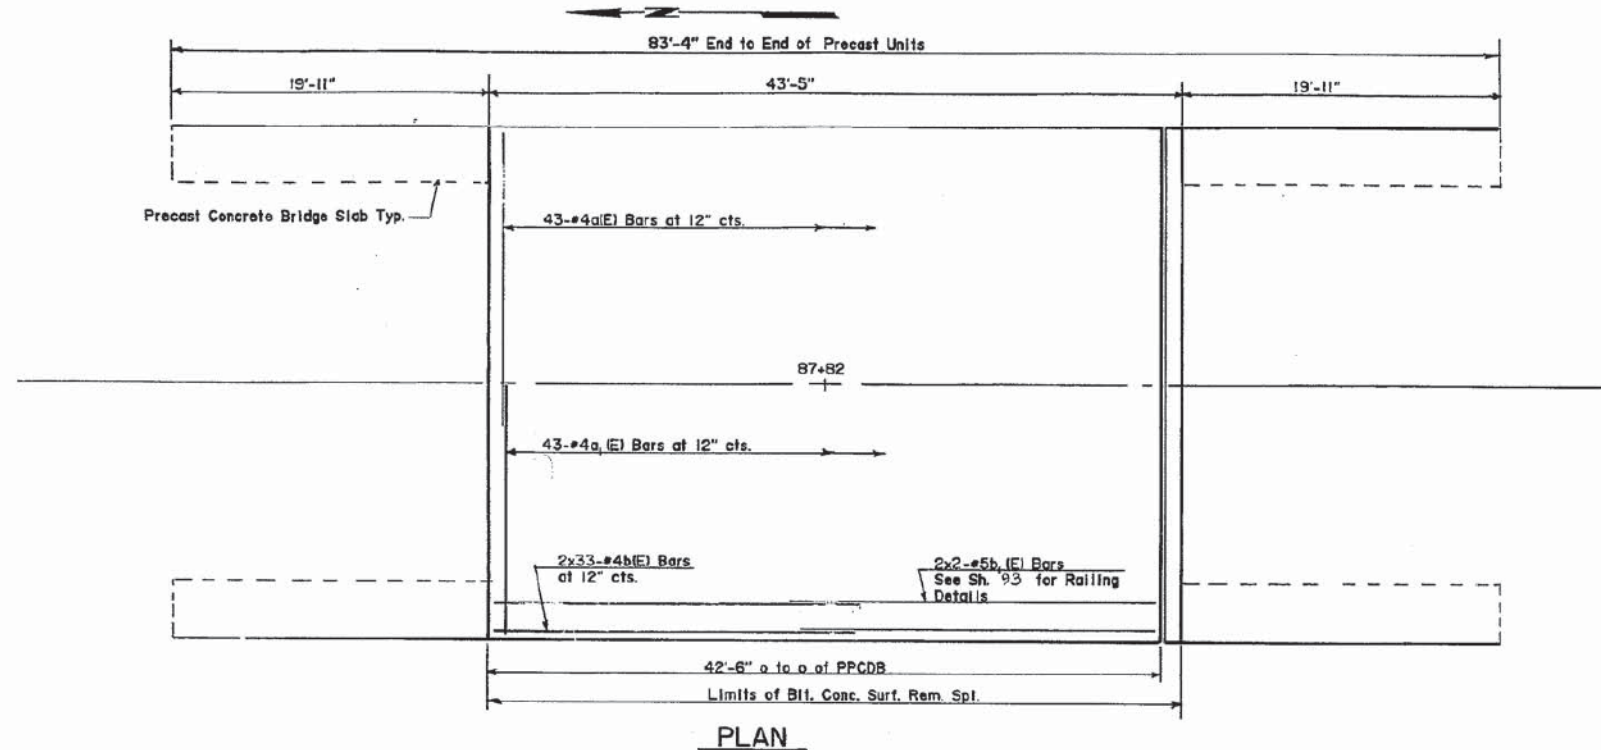 N
83'-4" End to End of Precast Units
19'-11"
43'-5"
19'-11"
Precast Concrete Bridge Slab Typ.
43-#4a(E) Bars at 12" cts.
87+82
43-#4a₁(E) Bars at 12" cts.
2x33-#4b(E) Bars
at 12" cts.
2x2-#5b₁(E) Bars
See Sh. 93 for Railing
Details
42'-6" o to o of PPCDB
Limits of Bit. Conc. Surf. Rem. Spl.
PLAN